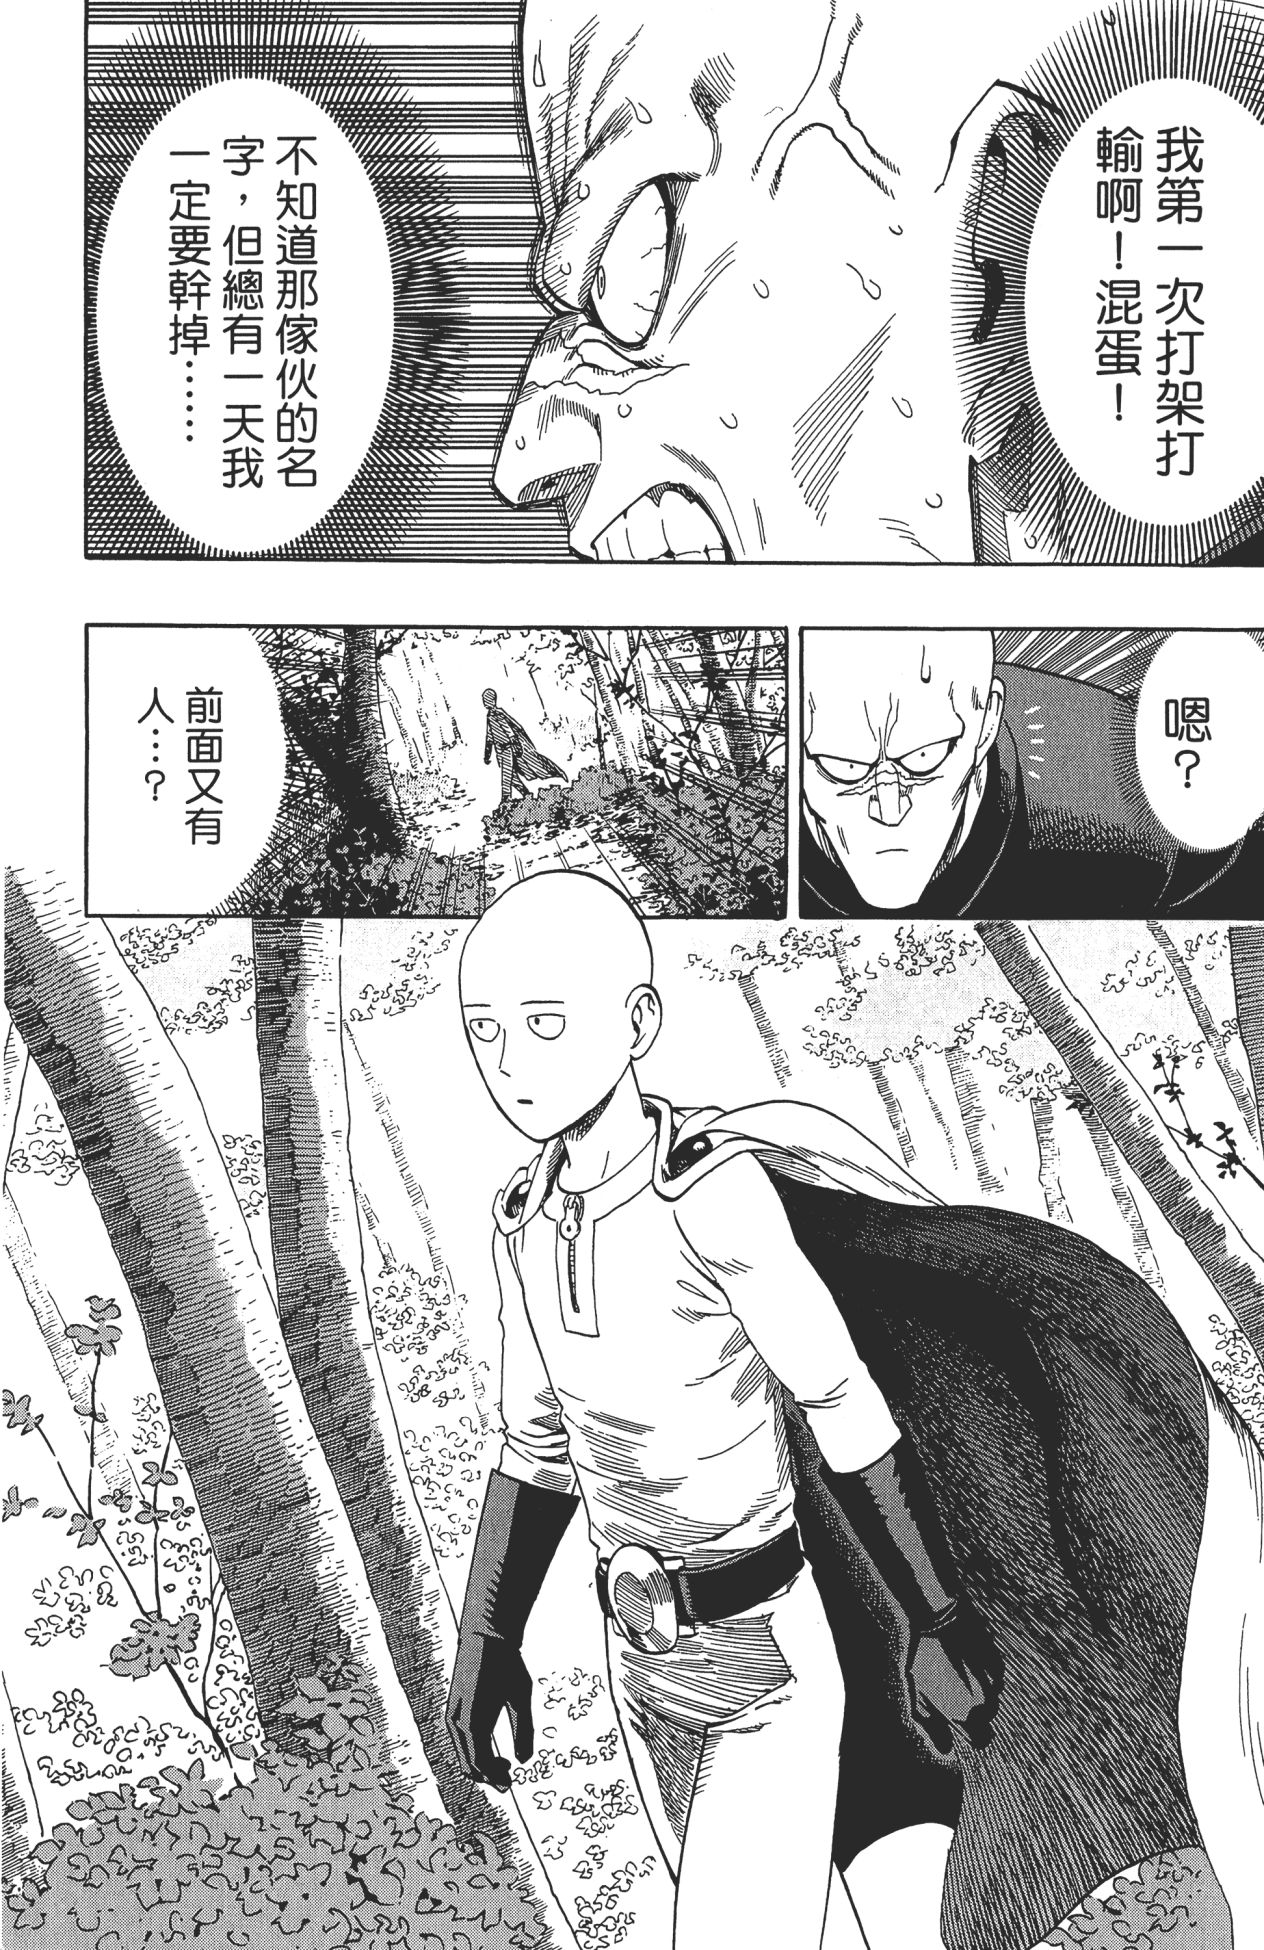 我第一次打架打
輸啊！混蛋！
不知道那傢伙的名
字，但總有一天我
一定要幹掉……
嗯？
前面又有
人…？